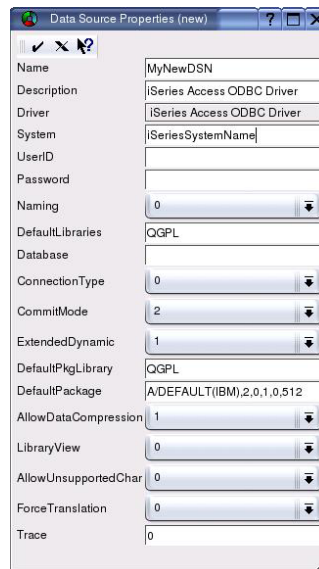 Data Source Properties (new)
Name MyNewDSN
Description iSeries Access ODBC Driver
Driver iSeries Access ODBC Driver
System iSeriesSystemName
UserID
Password
Naming 0
DefaultLibraries QGPL
Database
ConnectionType 0
CommitMode 2
ExtendedDynamic 1
DefaultPkgLibrary QGPL
DefaultPackage A/DEFAULT(IBM),2,0,1,0,512
AllowDataCompression 1
LibraryView 0
AllowUnsupportedChar 0
ForceTranslation 0
Trace 0